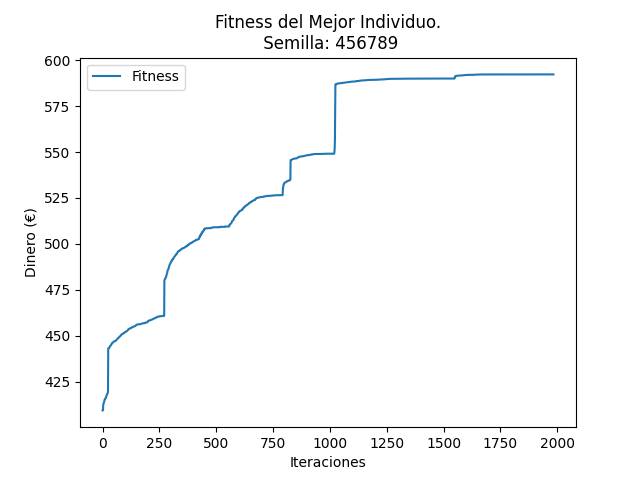 Fitness del Mejor Individuo.
Semilla: 456789
600
Fitness
575
550
525
500
475
450
425
Dinero (€)
0 250 500 750 1000 1250 1500 1750 2000
Iteraciones